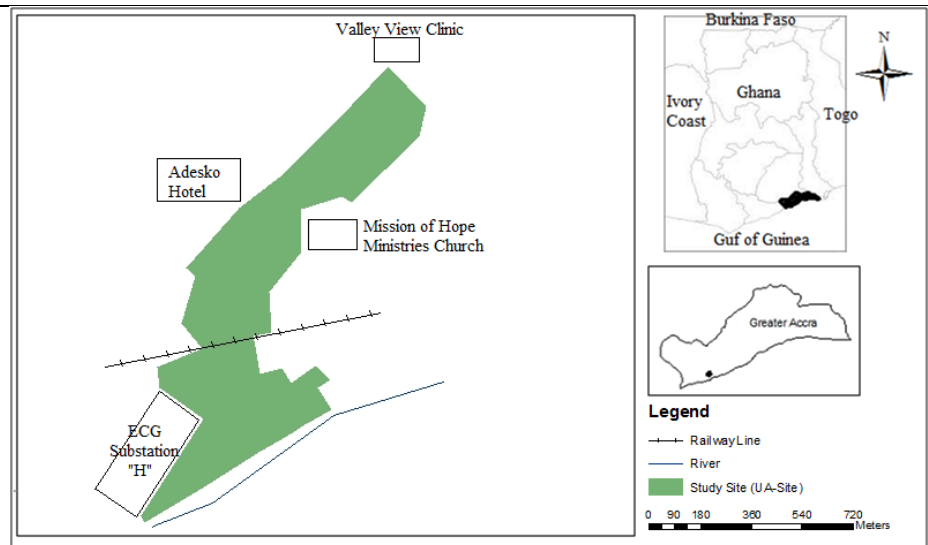 Valley View Clinic
Adesko
Hotel
Mission of Hope
Ministries Church
ECG
Substation
"H"
Burkina Faso
N
Ivory
Coast
Ghana
Togo
Guf of Guinea
Greater Accra
Legend
Railway Line
River
Study Site (UA-Site)
0 90 180 360 540 720
Meters